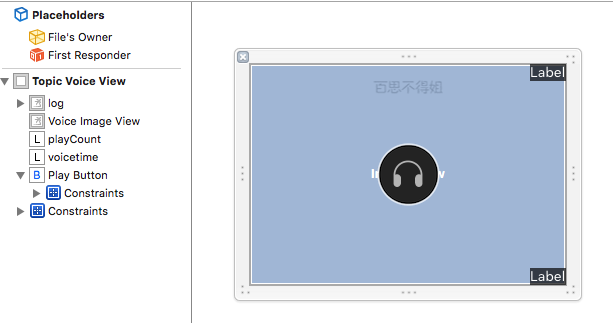 Placeholders
File's Owner
First Responder
Topic Voice View
log
Voice Image View
L playCount
L voicetime
B Play Button
Constraints
Constraints
Label
百思不得姐
Label